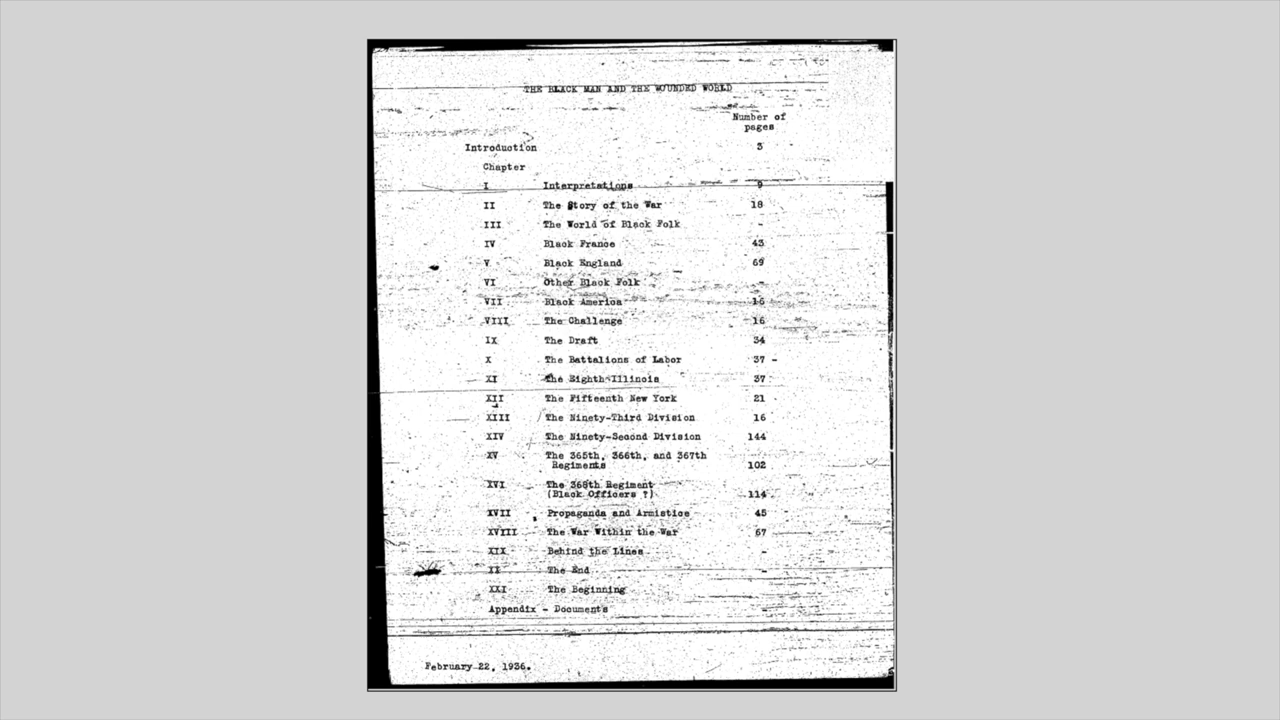 THE BLACK MAN AND THE WOUNDED WORLD
Number of
pages
Introduction 3
Chapter
I Interpretations 9
II The Story of the War 18
III The World of Black Folk -
IV Black France 43
V Black England 69
VI Other Black Folk -
VII Black America 16
VIII The Challenge 16
IX The Draft 34
X The Battalions of Labor 37 -
XI The Eighth Illinois 37
XII The Fifteenth New York 21
XIII The Ninety-Third Division 16
XIV The Ninety-Second Division 144
XV The 365th, 366th, and 367th
Regiments 102
XVI The 368th Regiment
(Black Officers ?) 114
XVII Propaganda and Armistice 45
XVIII The War Within the War 67
XIX Behind the Lines -
The End -
XXI The Beginning
Appendix - Documents -
February 22, 1936.